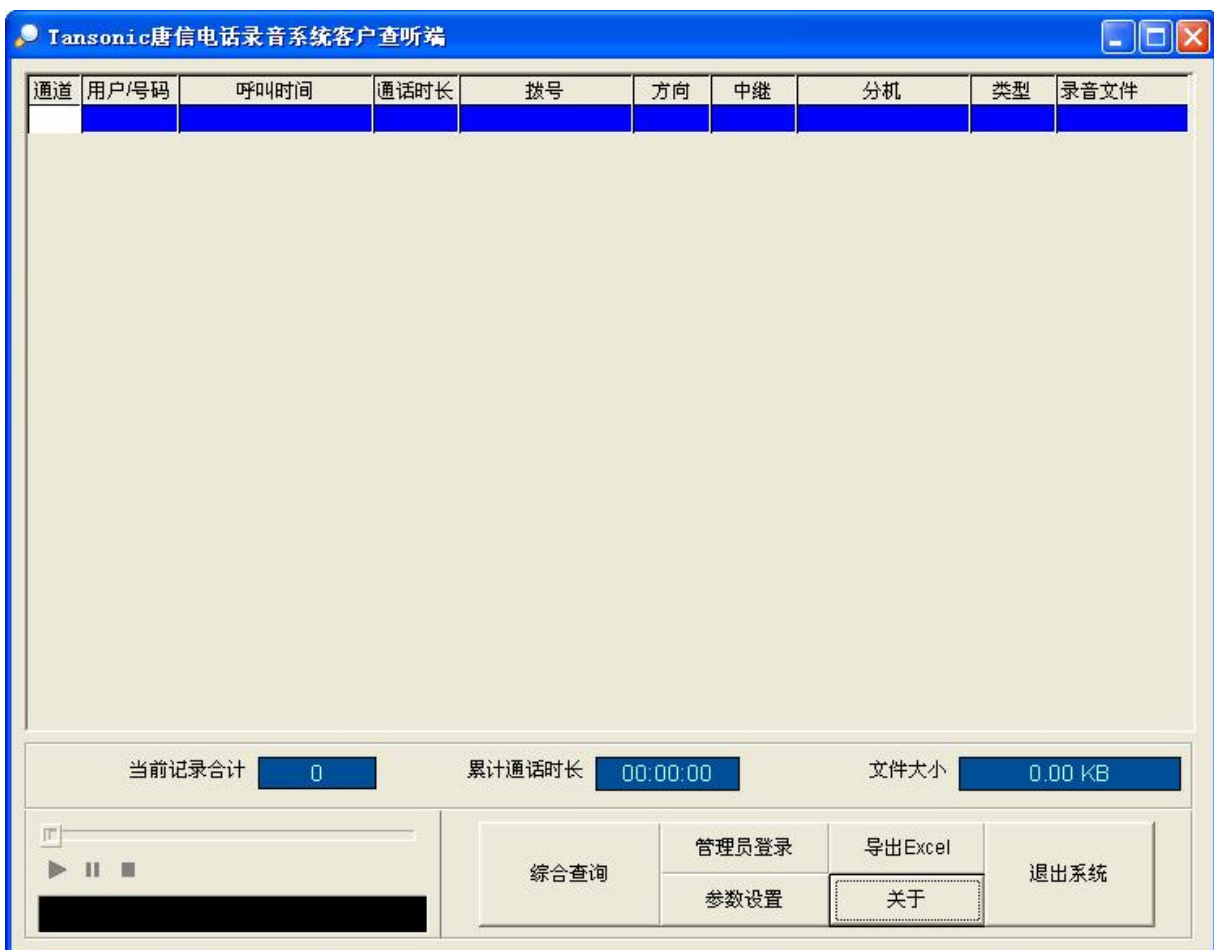 Tansonic唐信电话录音系统客户查听端
通道 用户/号码 呼叫时间 通话时长 拨号 方向 中继 分机 类型 录音文件
当前记录合计 0 累计通话时长 00:00:00 文件大小 0.00 KB
综合查询 管理员登录 导出Excel 退出系统
参数设置 关于